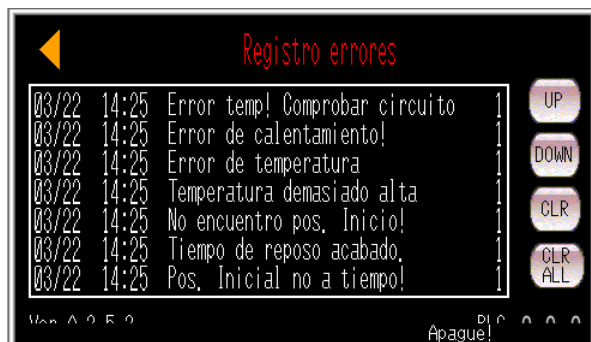 Registro errores
03/22 14:25 Error temp! Comprobar circuito 1
03/22 14:25 Error de calentamiento! 1
03/22 14:25 Error de temperatura 1
03/22 14:25 Temperatura demasiado alta 1
03/22 14:25 No encuentro pos. Inicio! 1
03/22 14:25 Tiempo de reposo acabado. 1
03/22 14:25 Pos. Inicial no a tiempo! 1
UP
DOWN
CLR
CLR
ALL
Apague!